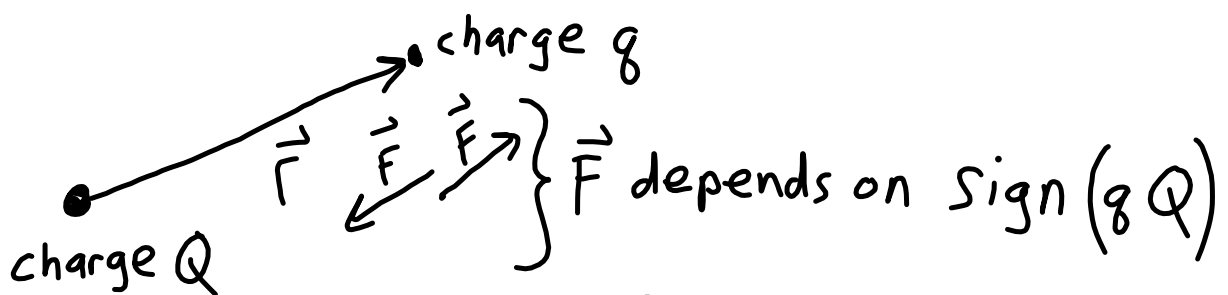 charge q
r⃗ F⃗ F⃗ } F⃗ depends on sign (qQ)
charge Q